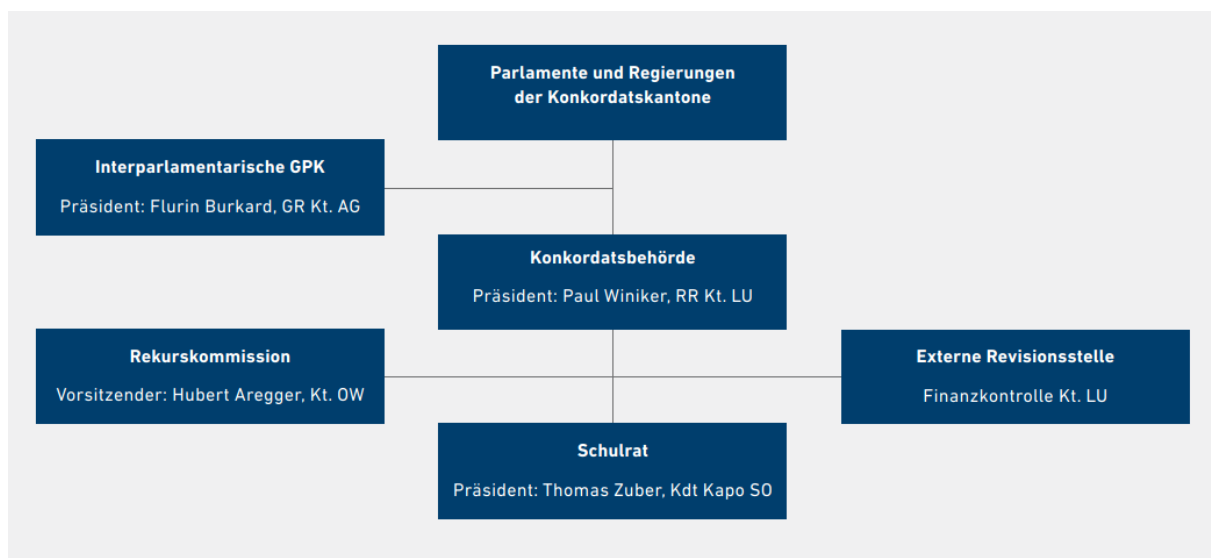 Parlamente und Regierungen
der Konkordatskantone
Interparlamentarische GPK
Präsident: Flurin Burkard, GR Kt. AG
Konkordatsbehörde
Präsident: Paul Winiker, RR Kt. LU
Rekurskommission
Vorsitzender: Hubert Aregger, Kt. OW
Externe Revisionsstelle
Finanzkontrolle Kt. LU
Schulrat
Präsident: Thomas Zuber, Kdt Kapo SO